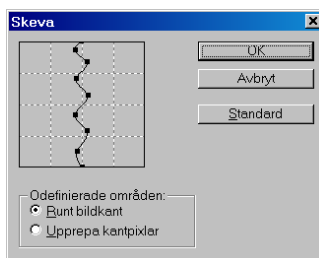 Skeva
OK
Avbryt
Standard
Odefinierade områden:
Runt bildkant
Upprepa kantpixlar